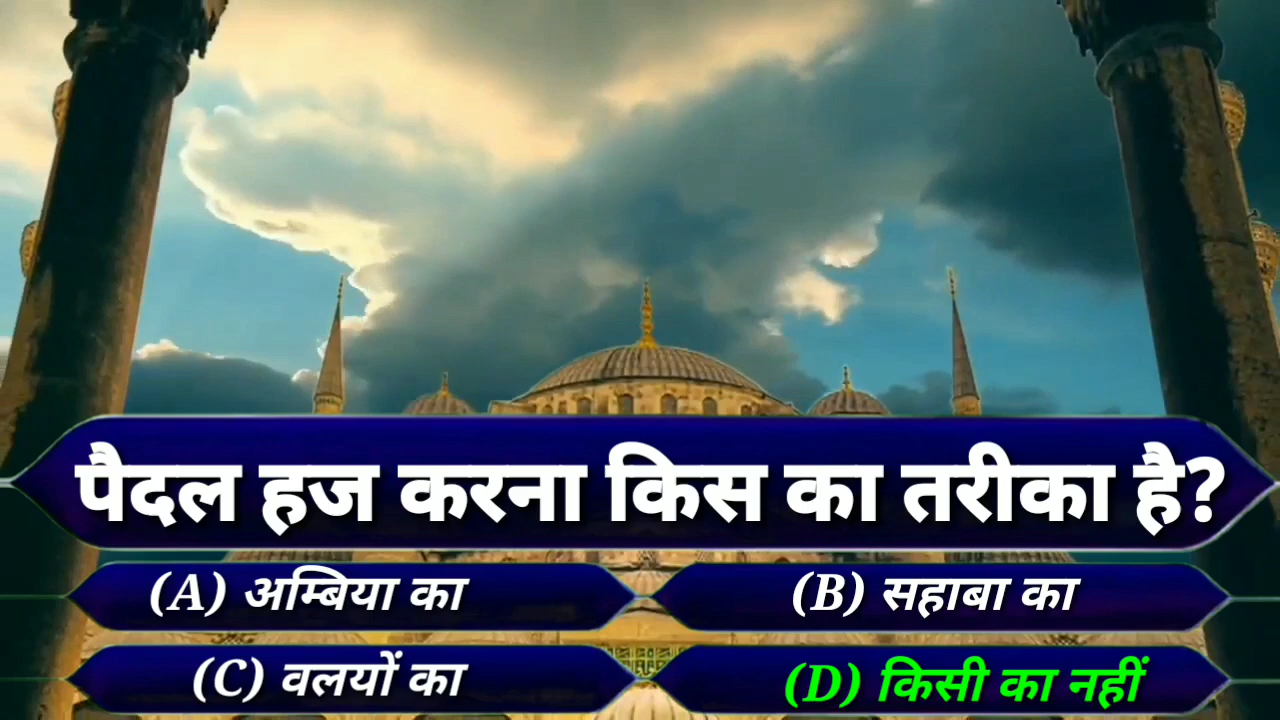 पैदल हज करना किस का तरीका है?
(A) अम्बिया का
(B) सहाबा का
(C) वलयों का
(D) किसी का नहीं